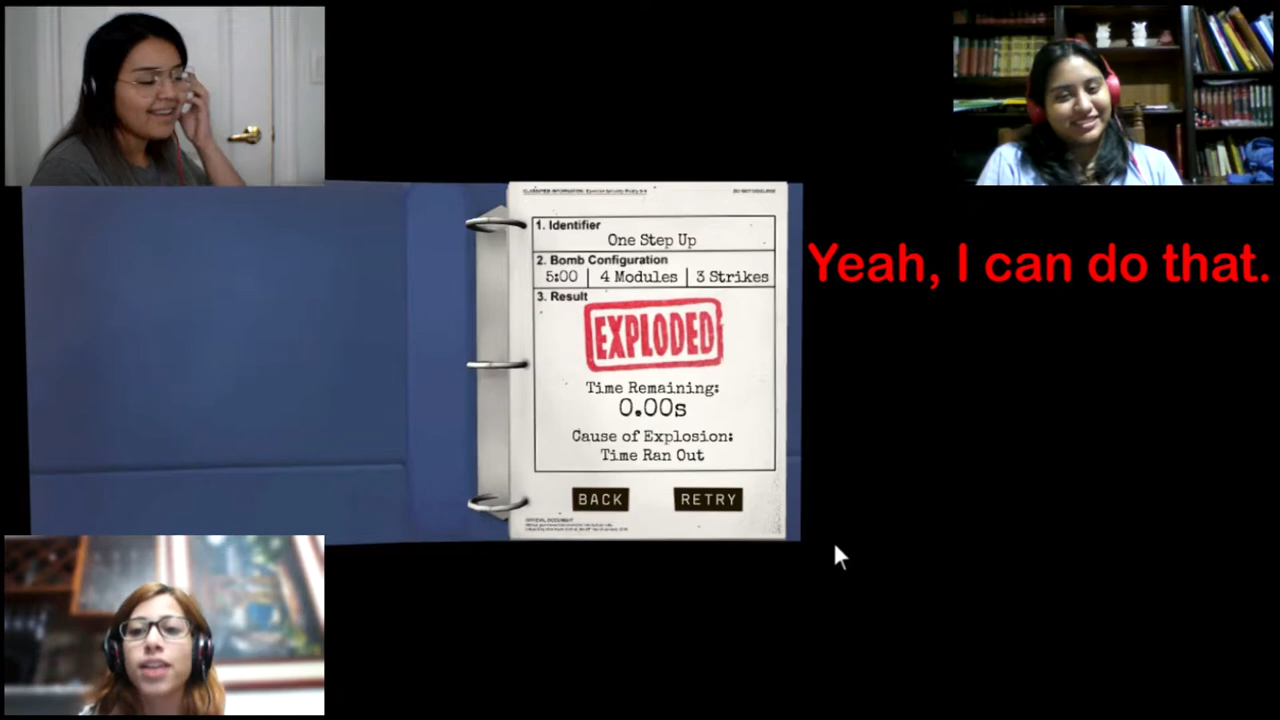 1. Identifier
One Step Up
2. Bomb Configuration
5:00 | 4 Modules | 3 Strikes
3. Result
EXPLODED
Time Remaining:
0.00s
Cause of Explosion:
Time Ran Out
BACK RETRY
Yeah, I can do that.